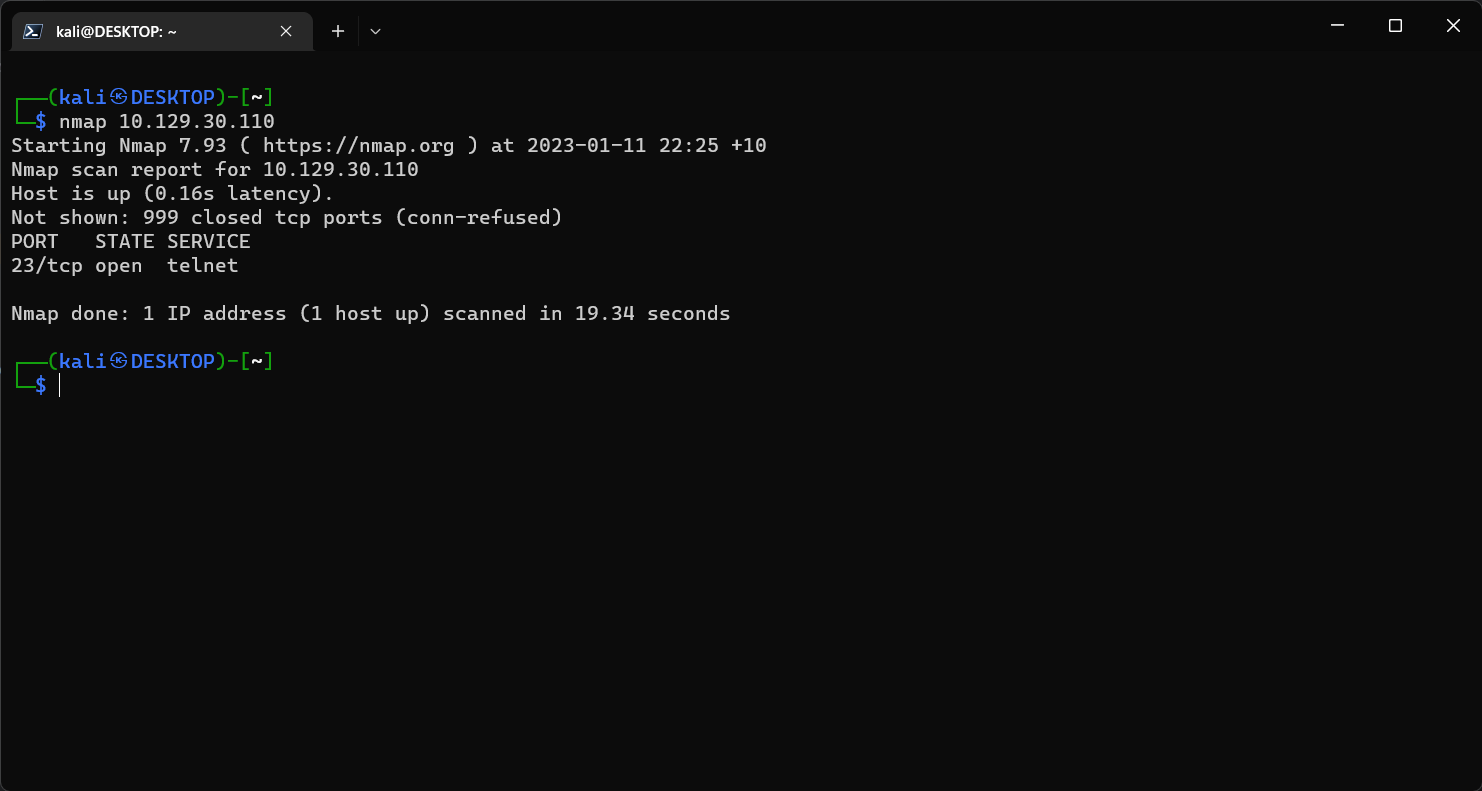 kali@DESKTOP: ~
┌──(kali㉿DESKTOP)-[~]
└─$ nmap 10.129.30.110
Starting Nmap 7.93 ( https://nmap.org ) at 2023-01-11 22:25 +10
Nmap scan report for 10.129.30.110
Host is up (0.16s latency).
Not shown: 999 closed tcp ports (conn-refused)
PORT   STATE SERVICE
23/tcp open  telnet
Nmap done: 1 IP address (1 host up) scanned in 19.34 seconds
┌──(kali㉿DESKTOP)-[~]
└─$